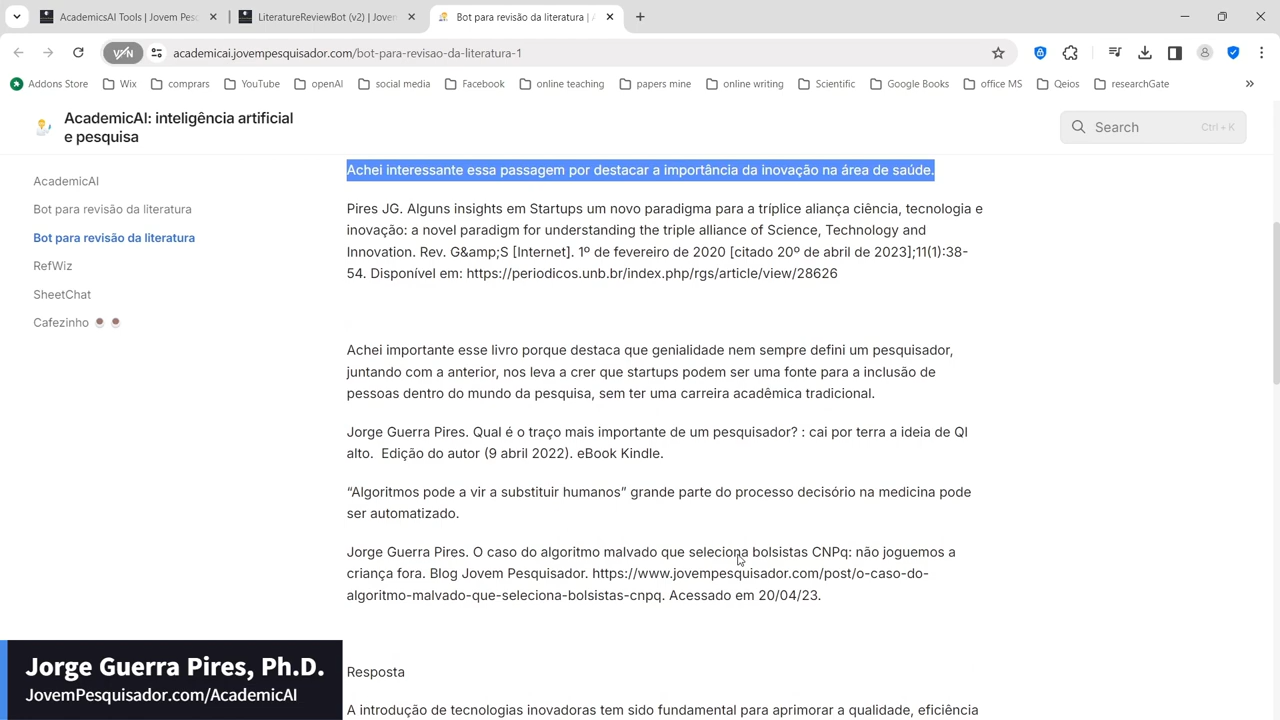 AcademicsAI Tools | Jovem Pes
LiteratureReviewBot (v2) | Joven
Bot para revisão da literatura | A
academicai.jovempesquisador.com/bot-para-revisao-da-literatura-1
Addons Store
Wix
comprars
YouTube
openAI
social media
Facebook
online teaching
papers mine
online writing
Scientific
Google Books
office MS
Qeios
researchGate
»
AcademicAI: inteligência artificial
e pesquisa
Search
Ctrl + K
AcademicAI
Bot para revisão da literatura
Bot para revisão da literatura
RefWiz
SheetChat
Cafezinho
Achei interessante essa passagem por destacar a importância da inovação na área de saúde.
Pires JG. Alguns insights em Startups um novo paradigma para a tríplice aliança ciência, tecnologia e
inovação: a novel paradigm for understanding the triple alliance of Science, Technology and
Innovation. Rev. G&amp;S [Internet]. 1º de fevereiro de 2020 [citado 20º de abril de 2023];11(1):38-
54. Disponível em: https://periodicos.unb.br/index.php/rgs/article/view/28626
Achei importante esse livro porque destaca que genialidade nem sempre defini um pesquisador,
juntando com a anterior, nos leva a crer que startups podem ser uma fonte para a inclusão de
pessoas dentro do mundo da pesquisa, sem ter uma carreira acadêmica tradicional.
Jorge Guerra Pires. Qual é o traço mais importante de um pesquisador? : cai por terra a ideia de QI
alto.  Edição do autor (9 abril 2022). eBook Kindle.
“Algoritmos pode a vir a substituir humanos” grande parte do processo decisório na medicina pode
ser automatizado.
Jorge Guerra Pires. O caso do algoritmo malvado que seleciona bolsistas CNPq: não joguemos a
criança fora. Blog Jovem Pesquisador. https://www.jovempesquisador.com/post/o-caso-do-
algoritmo-malvado-que-seleciona-bolsistas-cnpq. Acessado em 20/04/23.
Resposta
A introdução de tecnologias inovadoras tem sido fundamental para aprimorar a qualidade, eficiência
Jorge Guerra Pires, Ph.D.
JovemPesquisador.com/AcademicAI